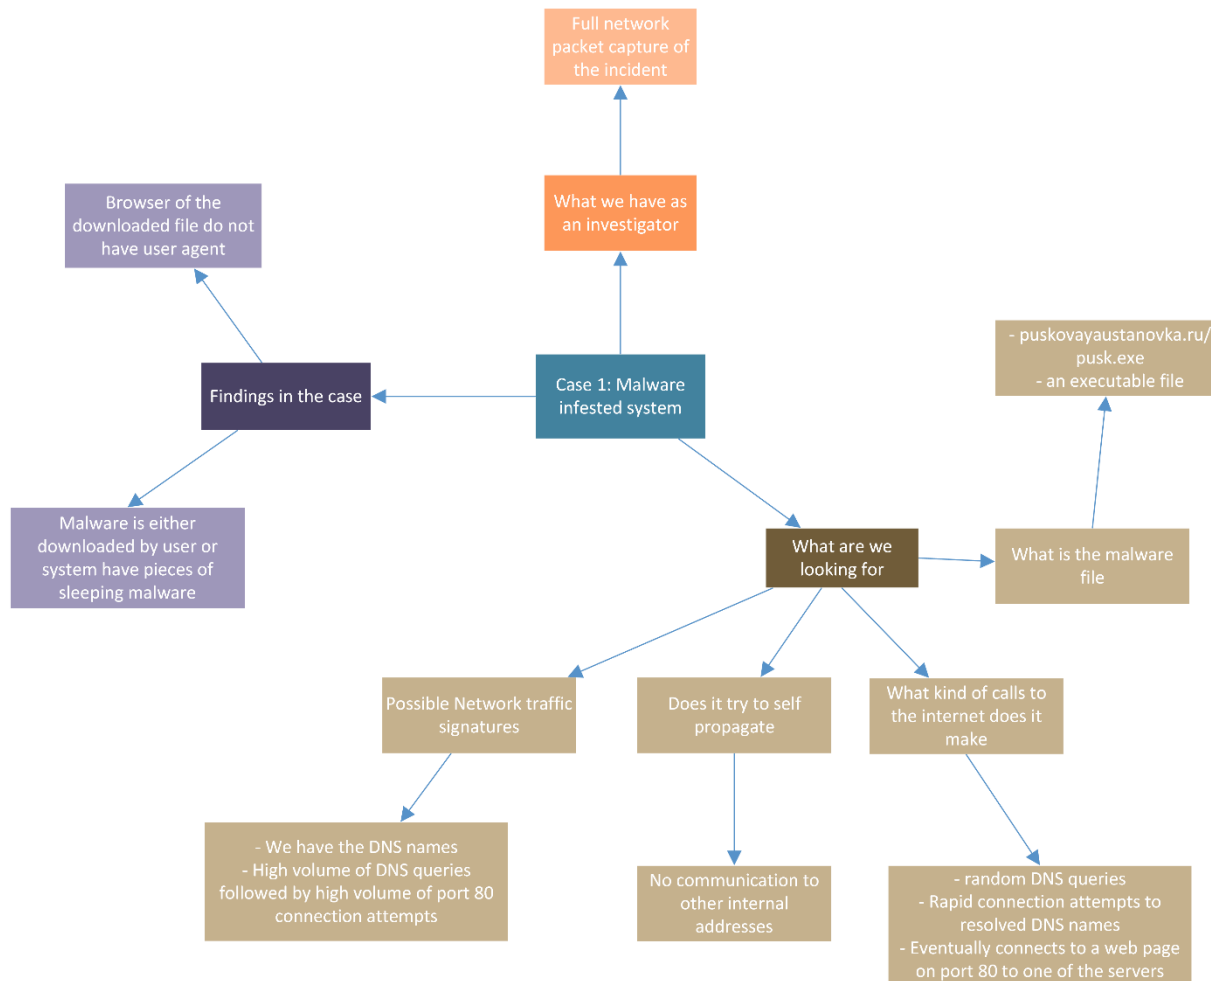 Full network
packet capture of
the incident
What we have as
an investigator
Browser of the
downloaded file do not
have user agent
Findings in the case
Case 1: Malware
infested system
Malware is either
downloaded by user or
system have pieces of
sleeping malware
- puskovayaustanovka.ru/
pusk.exe
- an executable file
What are we
looking for
What is the malware
file
Possible Network traffic
signatures
Does it try to self
propagate
What kind of calls to
the internet does it
make
- We have the DNS names
- High volume of DNS queries
followed by high volume of port 80
connection attempts
No communication to
other internal
addresses
- random DNS queries
- Rapid connection attempts to
resolved DNS names
- Eventually connects to a web page
on port 80 to one of the servers